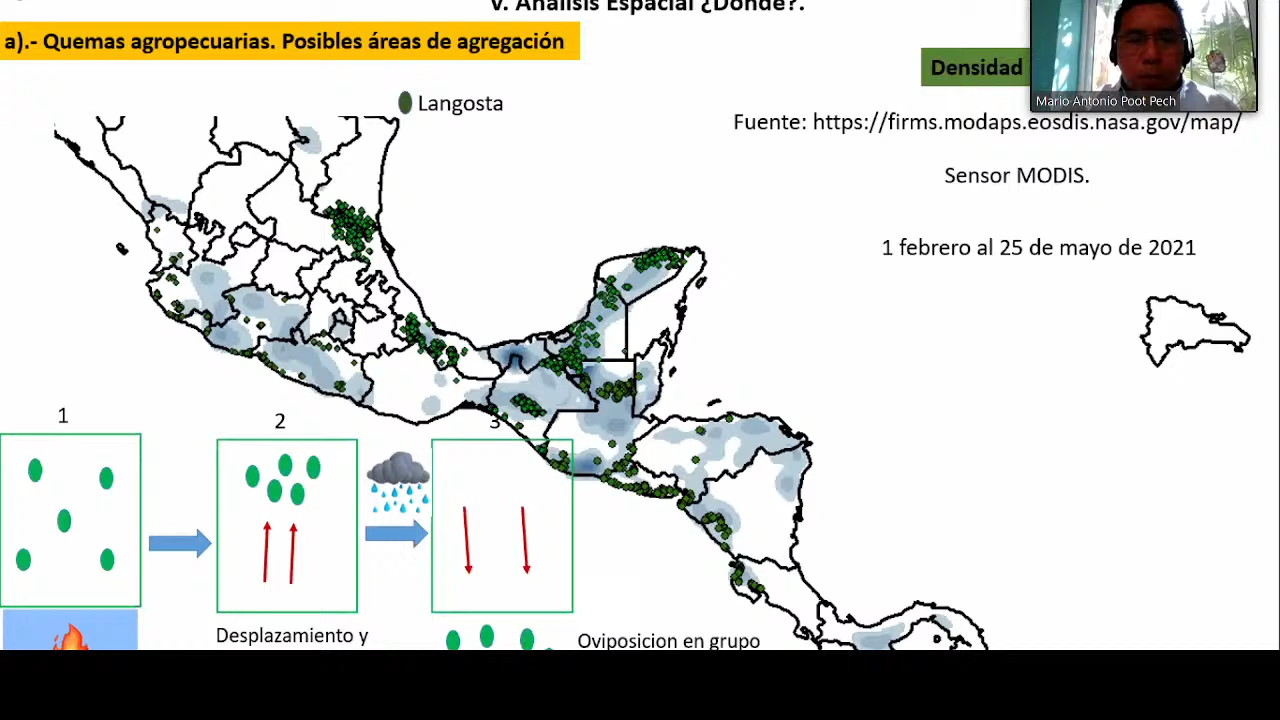 V. Análisis Espacial ¿Dónde?.
a).- Quemas agropecuarias. Posibles áreas de agregación
Densidad
Mario Antonio Poot Pech
Langosta
Fuente: https://firms.modaps.eosdis.nasa.gov/map/
Sensor MODIS.
1 febrero al 25 de mayo de 2021
1
2
3
Desplazamiento y
Oviposicion en grupo